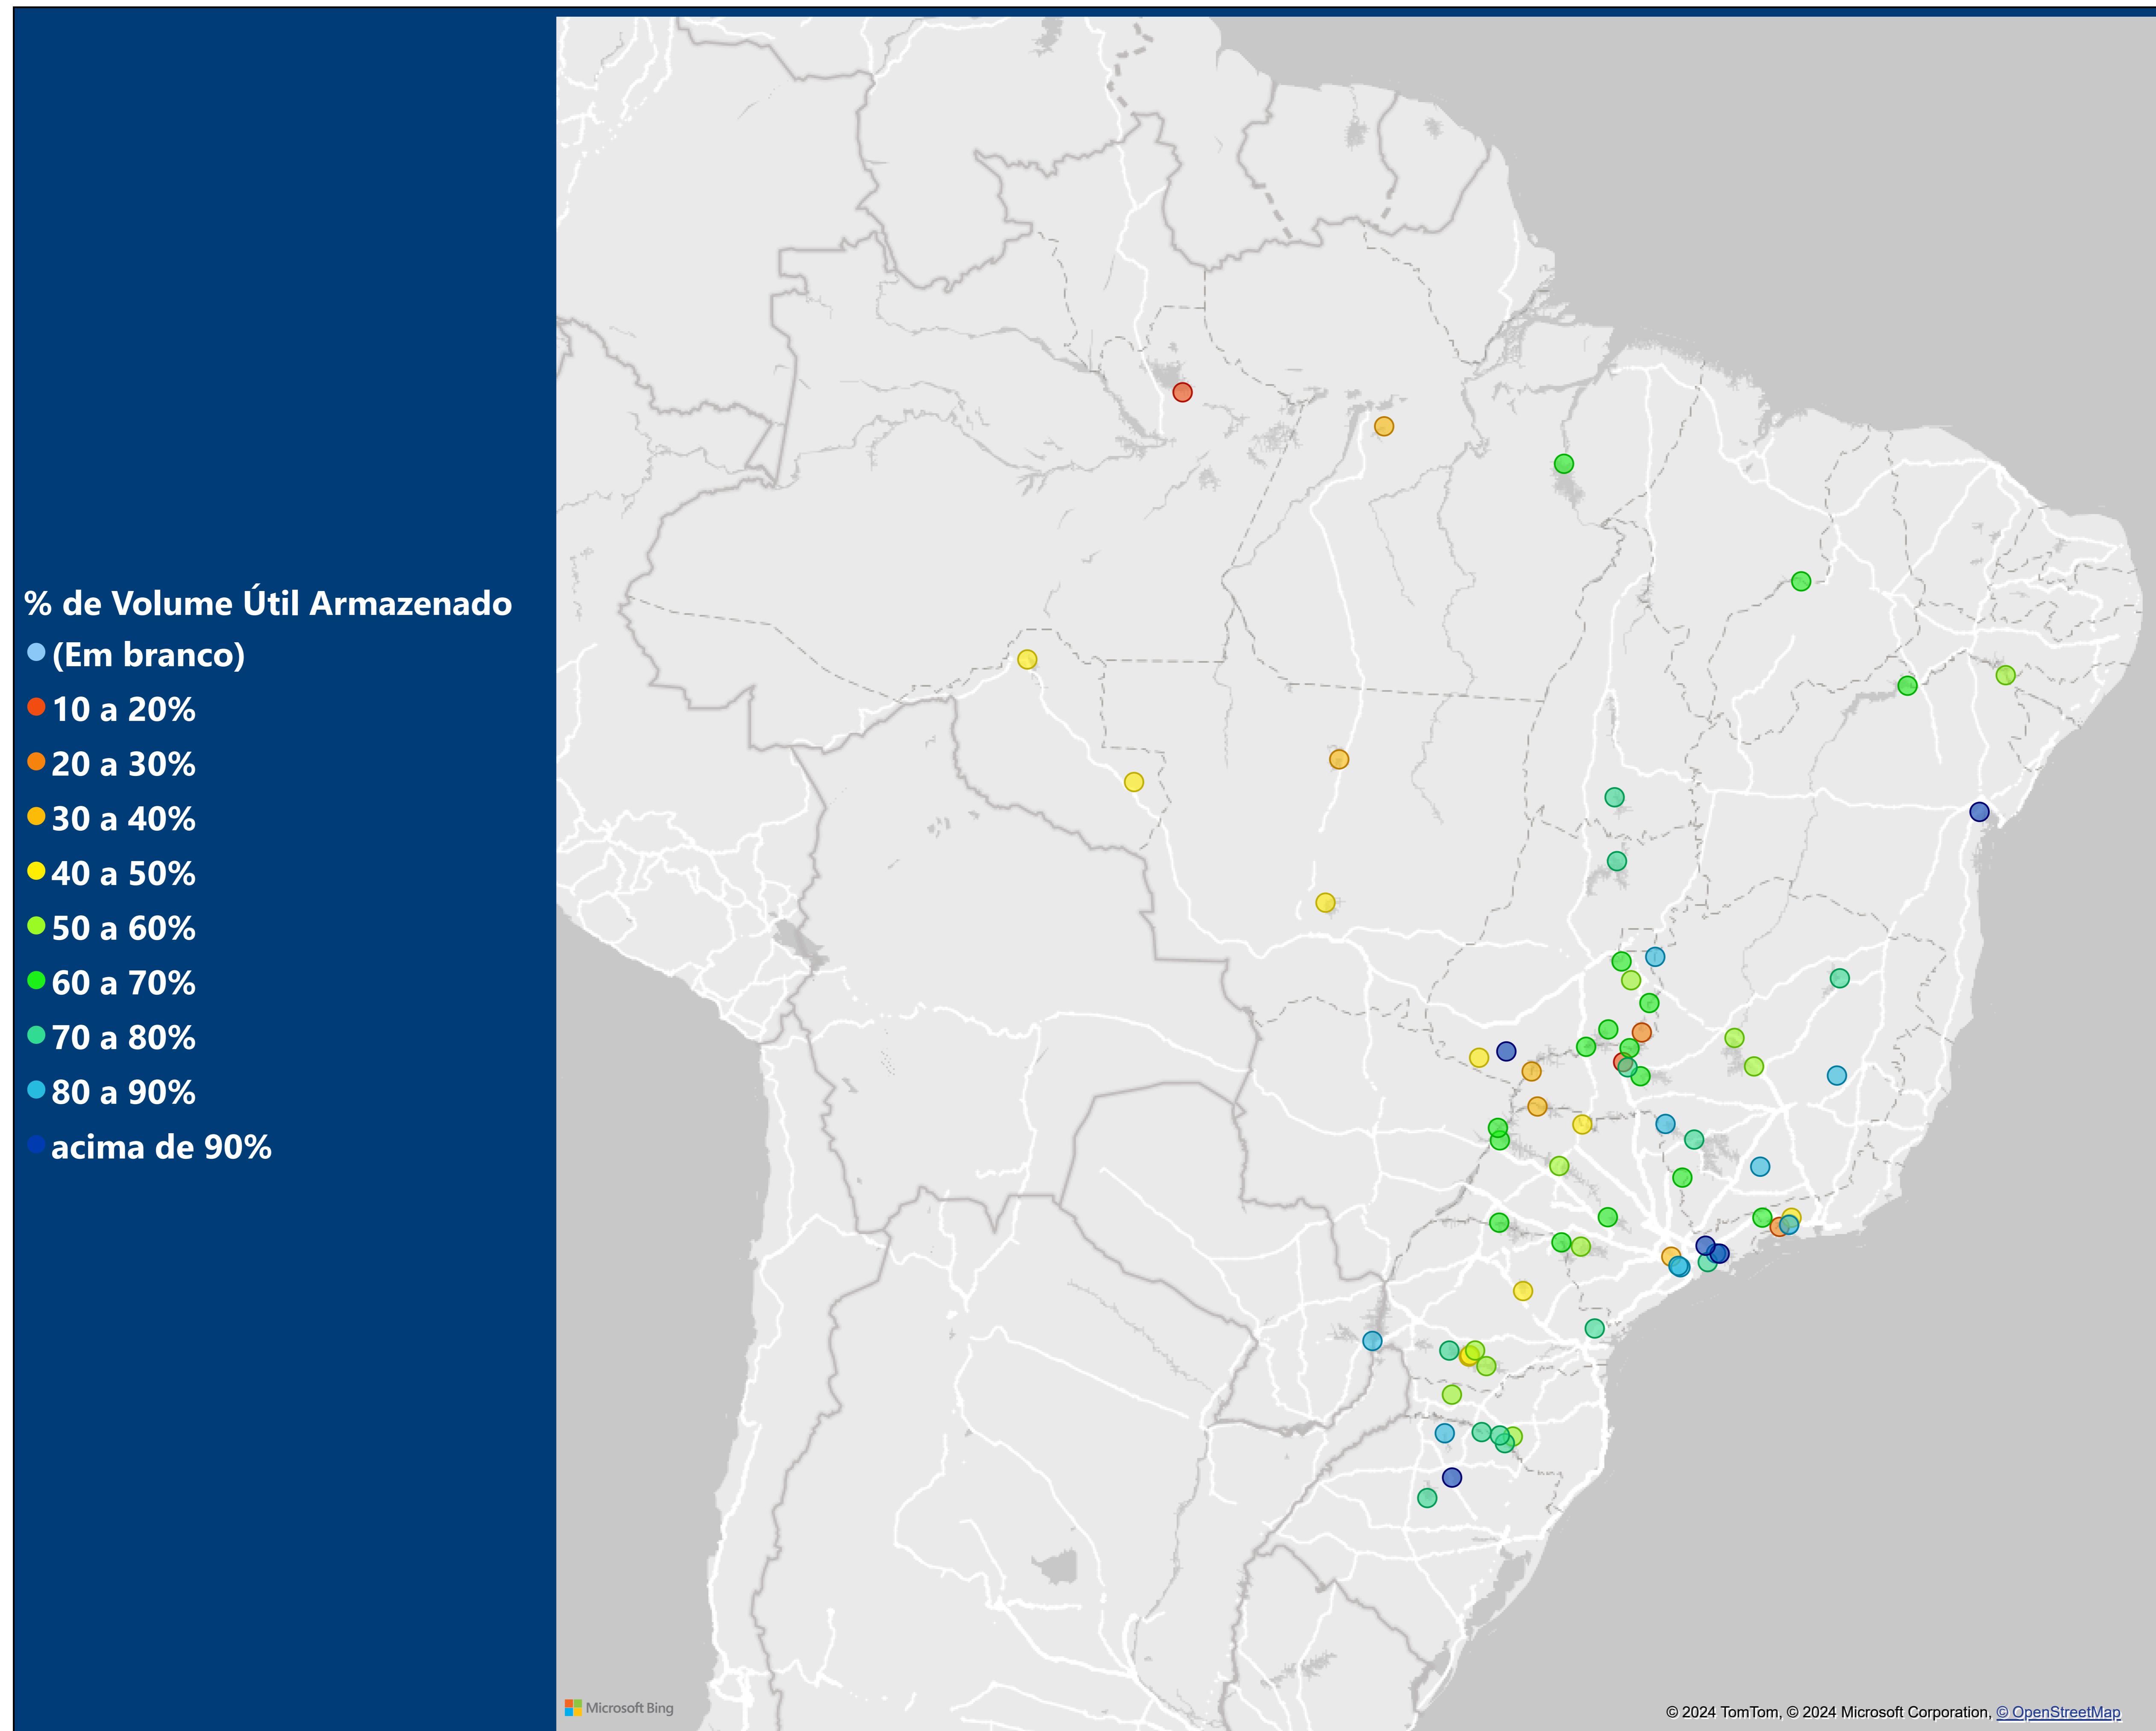 % de Volume Útil Armazenado
(Em branco)
10 a 20%
20 a 30%
30 a 40%
40 a 50%
50 a 60%
60 a 70%
70 a 80%
80 a 90%
acima de 90%
Microsoft Bing
© 2024 TomTom, © 2024 Microsoft Corporation, © OpenStreetMap